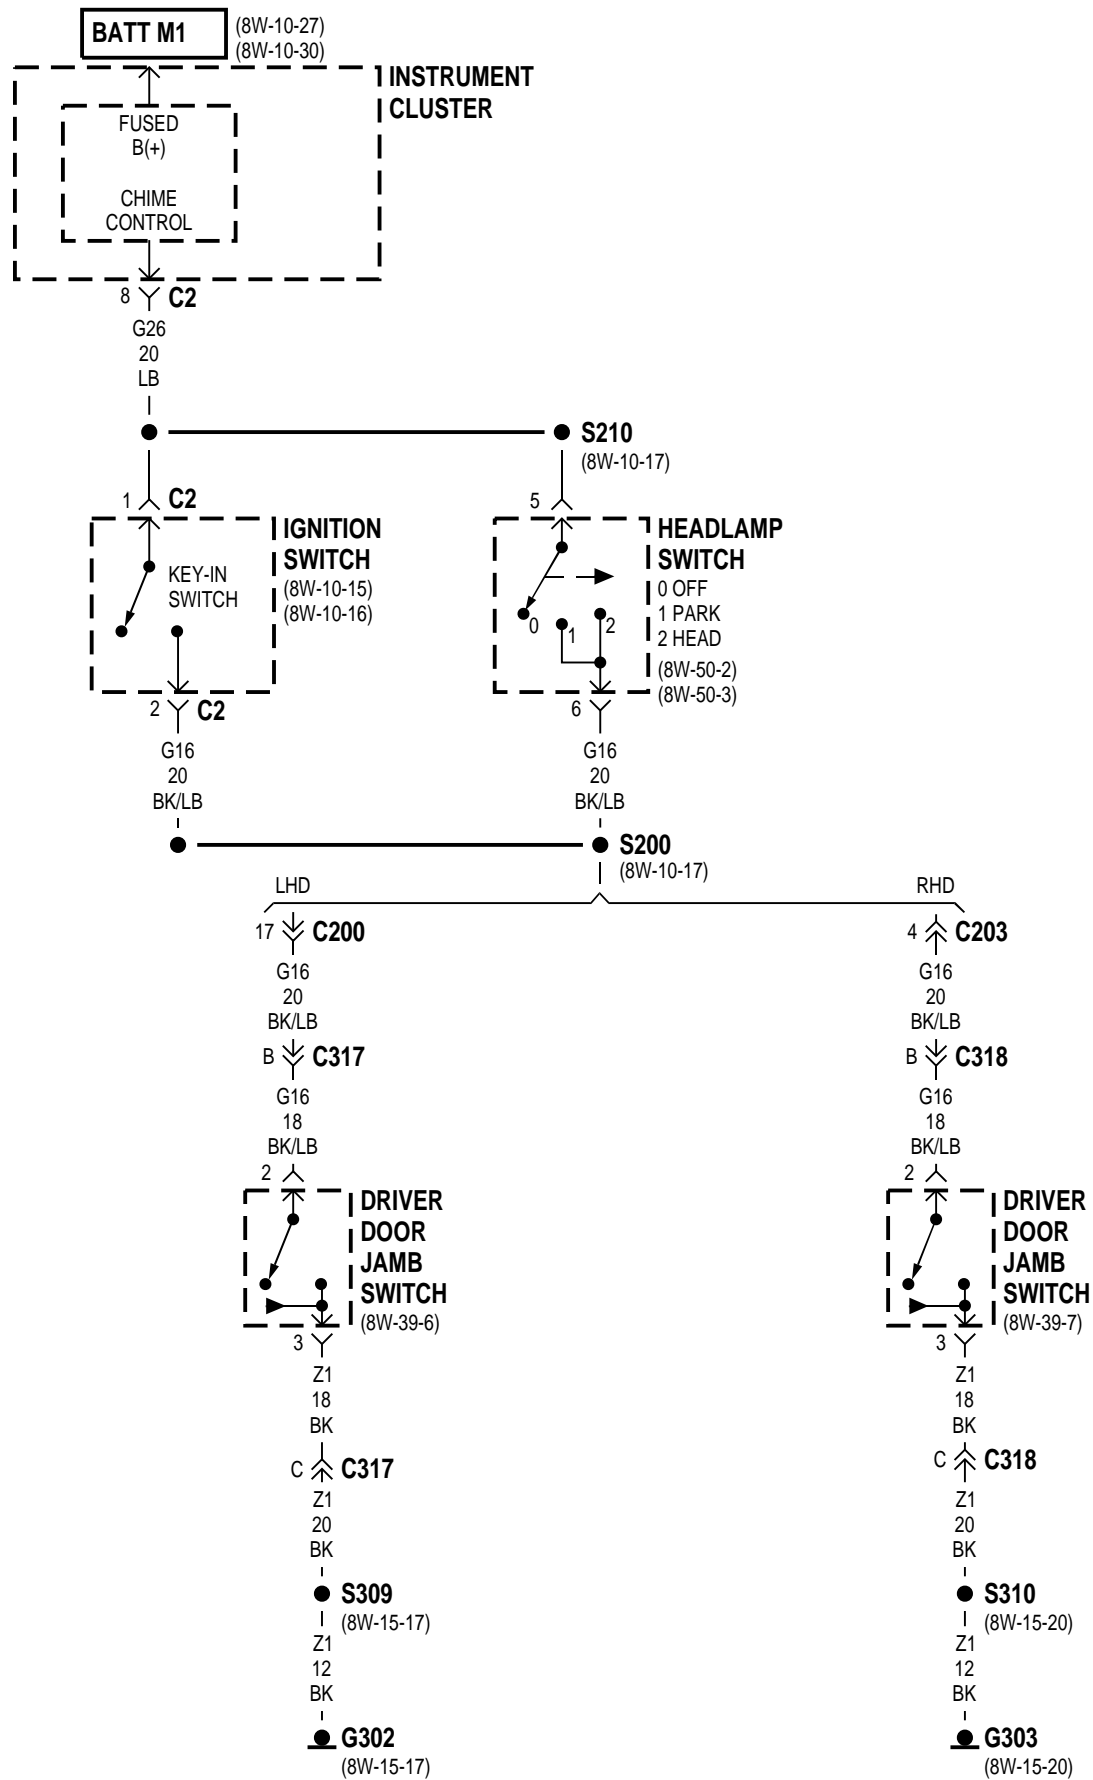 BATT M1
(8W-10-27)
(8W-10-30)
INSTRUMENT
CLUSTER
FUSED
B(+)
CHIME
CONTROL
8
C2
G26
20
LB
S210
(8W-10-17)
1
C2
5
IGNITION
SWITCH
(8W-10-15)
(8W-10-16)
KEY-IN
SWITCH
HEADLAMP
SWITCH
0 OFF
1 PARK
2 HEAD
(8W-50-2)
(8W-50-3)
0
1
2
2
C2
6
G16
20
BK/LB
G16
20
BK/LB
S200
(8W-10-17)
LHD
RHD
17
C200
4
C203
G16
20
BK/LB
G16
20
BK/LB
B
C317
B
C318
G16
18
BK/LB
G16
18
BK/LB
2
2
DRIVER
DOOR
JAMB
SWITCH
(8W-39-6)
DRIVER
DOOR
JAMB
SWITCH
(8W-39-7)
3
3
Z1
18
BK
Z1
18
BK
C
C317
C
C318
Z1
20
BK
Z1
20
BK
S309
(8W-15-17)
S310
(8W-15-20)
Z1
12
BK
Z1
12
BK
G302
(8W-15-17)
G303
(8W-15-20)